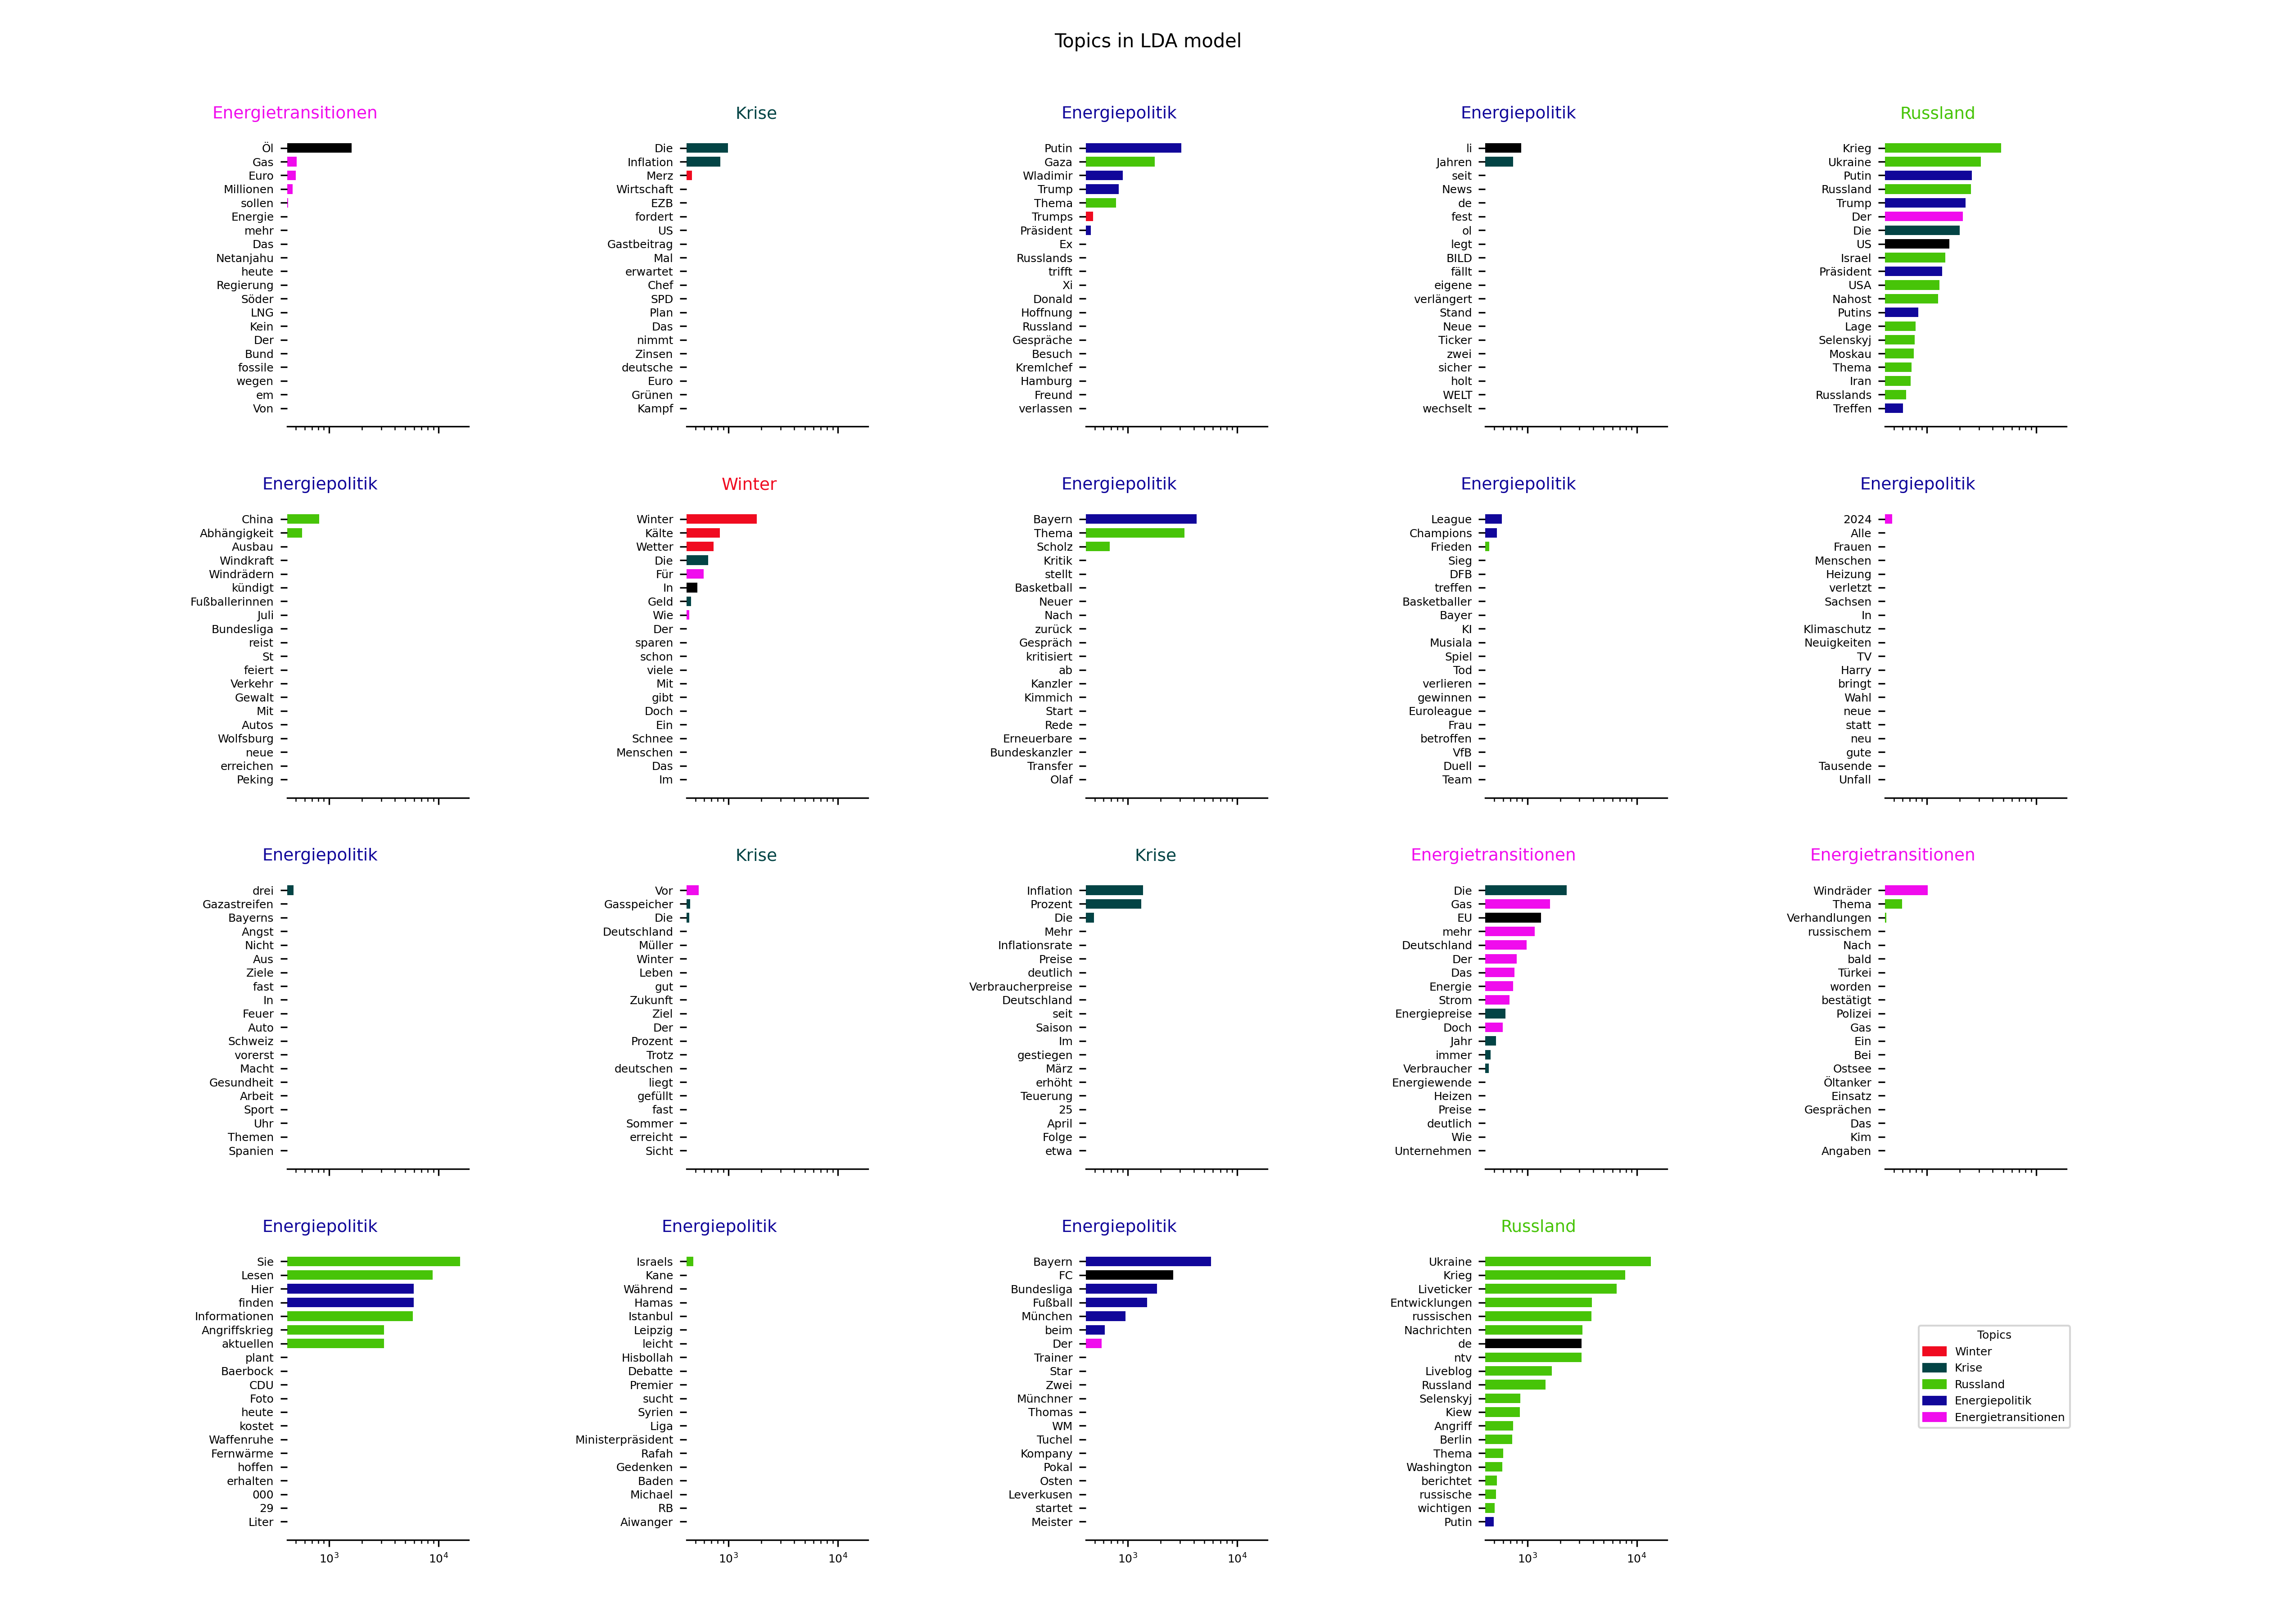 Topics in LDA model
Energietransitionen
Öl
Gas
Euro
Millionen
sollen
Energie
mehr
Das
Netanjahu
heute
Regierung
Söder
LNG
Kein
Der
Bund
fossile
wegen
em
Von
Krise
Die
Inflation
Merz
Wirtschaft
EZB
fordert
US
Gastbeitrag
Mal
erwartet
Chef
SPD
Plan
Das
nimmt
Zinsen
deutsche
Euro
Grünen
Kampf
Energiepolitik
Putin
Gaza
Wladimir
Trump
Thema
Trumps
Präsident
Ex
Russlands
trifft
Xi
Donald
Hoffnung
Russland
Gespräche
Besuch
Kremlchef
Hamburg
Freund
verlassen
Energiepolitik
li
Jahren
seit
News
de
fest
ol
legt
BILD
fällt
eigene
verlängert
Stand
Neue
Ticker
zwei
sicher
holt
WELT
wechselt
Russland
Krieg
Ukraine
Putin
Russland
Trump
Der
Die
US
Israel
Präsident
USA
Nahost
Putins
Lage
Selenskyj
Moskau
Thema
Iran
Russlands
Treffen
Energiepolitik
China
Abhängigkeit
Ausbau
Windkraft
Windrädern
kündigt
Fußballerinnen
Juli
Bundesliga
reist
St
feiert
Verkehr
Gewalt
Mit
Autos
Wolfsburg
neue
erreichen
Peking
Winter
Winter
Kälte
Wetter
Die
Für
In
Geld
Wie
Der
sparen
schon
viele
Mit
gibt
Doch
Ein
Schnee
Menschen
Das
Im
Energiepolitik
Bayern
Thema
Scholz
Kritik
stellt
Basketball
Neuer
Nach
zurück
Gespräch
kritisiert
ab
Kanzler
Kimmich
Start
Rede
Erneuerbare
Bundeskanzler
Transfer
Olaf
Energiepolitik
League
Champions
Frieden
Sieg
DFB
treffen
Basketballer
Bayer
KI
Musiala
Spiel
Tod
verlieren
gewinnen
Euroleague
Frau
betroffen
VfB
Duell
Team
Energiepolitik
2024
Alle
Frauen
Menschen
Heizung
verletzt
Sachsen
In
Klimaschutz
Neuigkeiten
TV
Harry
bringt
Wahl
neue
statt
neu
gute
Tausende
Unfall
Energiepolitik
drei
Gazastreifen
Bayerns
Angst
Nicht
Aus
Ziele
fast
In
Feuer
Auto
Schweiz
vorerst
Macht
Gesundheit
Arbeit
Sport
Uhr
Themen
Spanien
Krise
Vor
Gasspeicher
Die
Deutschland
Müller
Winter
Leben
gut
Zukunft
Ziel
Der
Prozent
Trotz
deutschen
liegt
gefüllt
fast
Sommer
erreicht
Sicht
Krise
Inflation
Prozent
Die
Mehr
Inflationsrate
Preise
deutlich
Verbraucherpreise
Deutschland
seit
Saison
Im
gestiegen
März
erhöht
Teuerung
25
April
Folge
etwa
Energietransitionen
Die
Gas
EU
mehr
Deutschland
Der
Das
Energie
Strom
Energiepreise
Doch
Jahr
immer
Verbraucher
Energiewende
Heizen
Preise
deutlich
Wie
Unternehmen
Energietransitionen
Windräder
Thema
Verhandlungen
russischem
Nach
bald
Türkei
worden
bestätigt
Polizei
Gas
Ein
Bei
Ostsee
Öltanker
Einsatz
Gesprächen
Das
Kim
Angaben
Energiepolitik
Sie
Lesen
Hier
finden
Informationen
Angriffskrieg
aktuellen
plant
Baerbock
CDU
Foto
heute
kostet
Waffenruhe
Fernwärme
hoffen
erhalten
000
29
Liter
10³
10⁴
Energiepolitik
Israels
Kane
Während
Hamas
Istanbul
Leipzig
leicht
Hisbollah
Debatte
Premier
sucht
Syrien
Liga
Ministerpräsident
Rafah
Gedenken
Baden
Michael
RB
Aiwanger
10³
10⁴
Energiepolitik
Bayern
FC
Bundesliga
Fußball
München
beim
Der
Trainer
Star
Zwei
Münchner
Thomas
WM
Tuchel
Kompany
Pokal
Osten
Leverkusen
startet
Meister
10³
10⁴
Russland
Ukraine
Krieg
Liveticker
Entwicklungen
russischen
Nachrichten
de
ntv
Liveblog
Russland
Selenskyj
Kiew
Angriff
Berlin
Thema
Washington
berichtet
russische
wichtigen
Putin
10³
10⁴
Topics
Winter
Krise
Russland
Energiepolitik
Energietransitionen